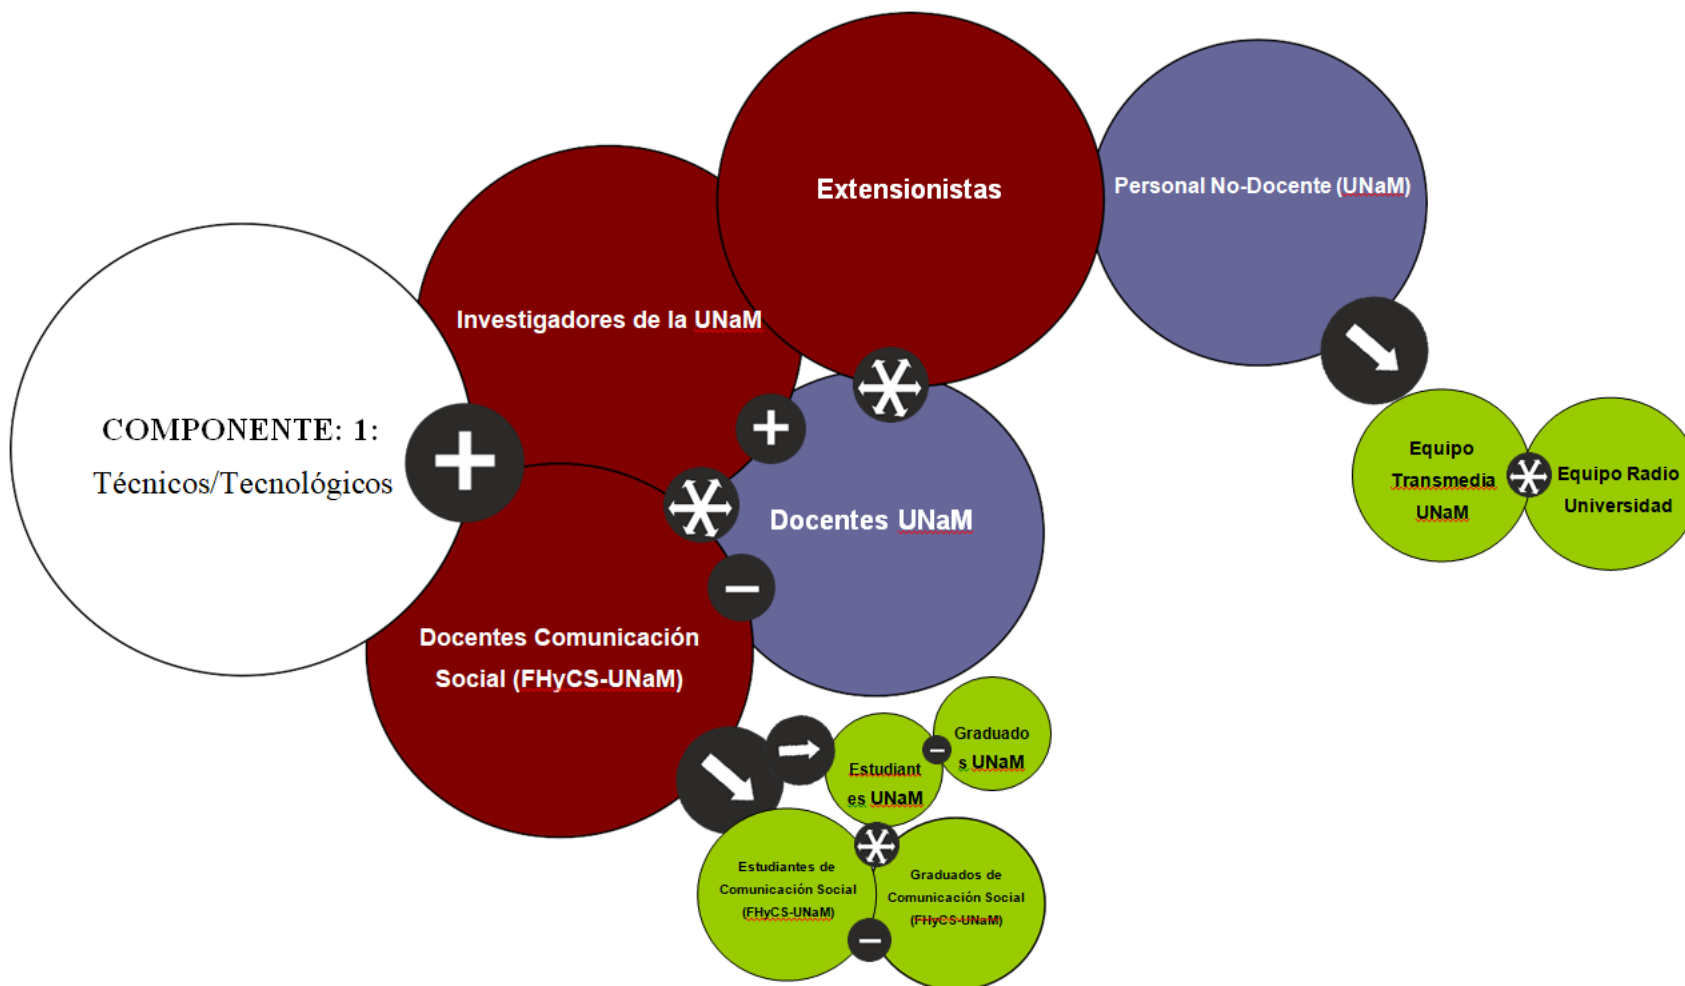 Extensionistas
Personal No-Docente (UNaM)
Investigadores de la UNaM
COMPONENTE: 1:
Técnicos/Tecnológicos
Docentes UNaM
Equipo
Transmedia
UNaM
Equipo Radio
Universidad
Docentes Comunicación
Social (FHyCS-UNaM)
Estudiant
es UNaM
Graduado
s UNaM
Estudiantes de
Comunicación Social
(FHyCS-UNaM)
Graduados de
Comunicación Social
(FHyCS-UNaM)